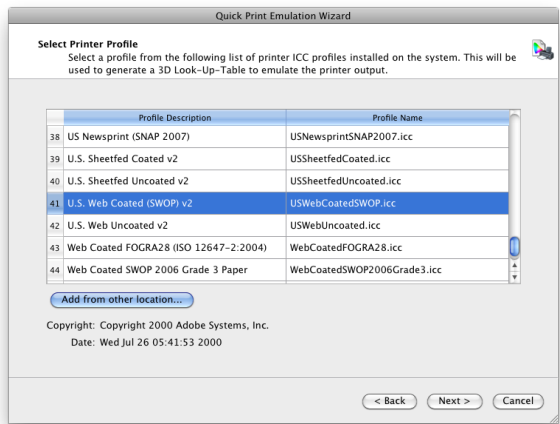 Quick Print Emulation Wizard
Select Printer Profile
Select a profile from the following list of printer ICC profiles installed on the system. This will be
used to generate a 3D Look-Up-Table to emulate the printer output.
Profile Description Profile Name
38 US Newsprint (SNAP 2007) USNewsprintSNAP2007.icc
39 U.S. Sheetfed Coated v2 USSheetfedCoated.icc
40 U.S. Sheetfed Uncoated v2 USSheetfedUncoated.icc
41 U.S. Web Coated (SWOP) v2 USWebCoatedSWOP.icc
42 U.S. Web Uncoated v2 USWebUncoated.icc
43 Web Coated FOGRA28 (ISO 12647-2:2004) WebCoatedFOGRA28.icc
44 Web Coated SWOP 2006 Grade 3 Paper WebCoatedSWOP2006Grade3.icc
Add from other location...
Copyright: Copyright 2000 Adobe Systems, Inc.
Date: Wed Jul 26 05:41:53 2000
< Back Next > Cancel